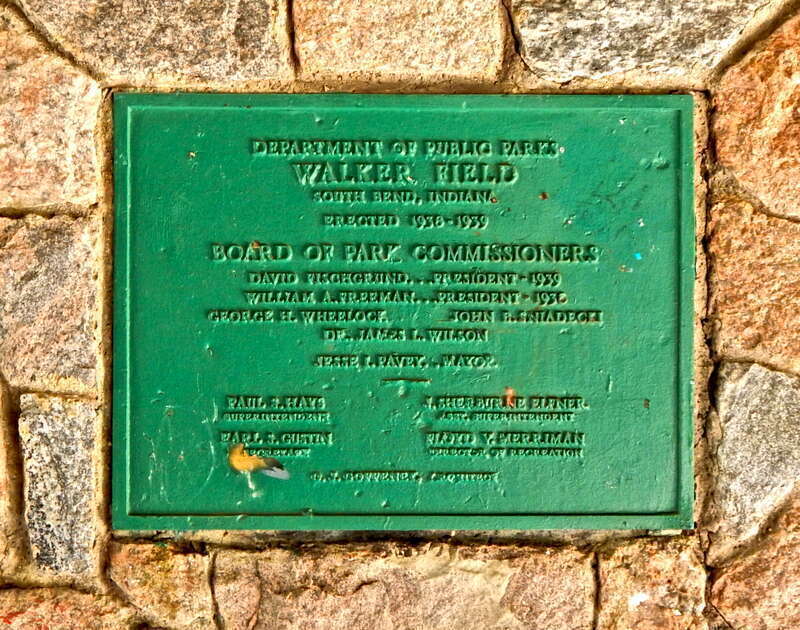 DEPARTMENT OF PUBLIC PARKS
WALKER FIELD
SOUTH BEND, INDIANA
ERECTED 1938-1939
BOARD OF PARK COMMISSIONERS
DAVID FISCHGRUND...PRESIDENT-1939
WILLIAM A. FREEMAN...PRESIDENT-1938
GEORGE H. WHEELOCK JOHN R. SNIADECKI
DR. JAMES L. WILSON
JESSE I. PAVEY..MAYOR
PAUL S. HAYS J. SHERBURNE ELFNER
SUPERINTENDENT ASST. SUPERINTENDENT
EARL S. GUSTIN FLOYD V. MERRIMAN
SECRETARY DIRECTOR OF RECREATION
J. ARCHITECT